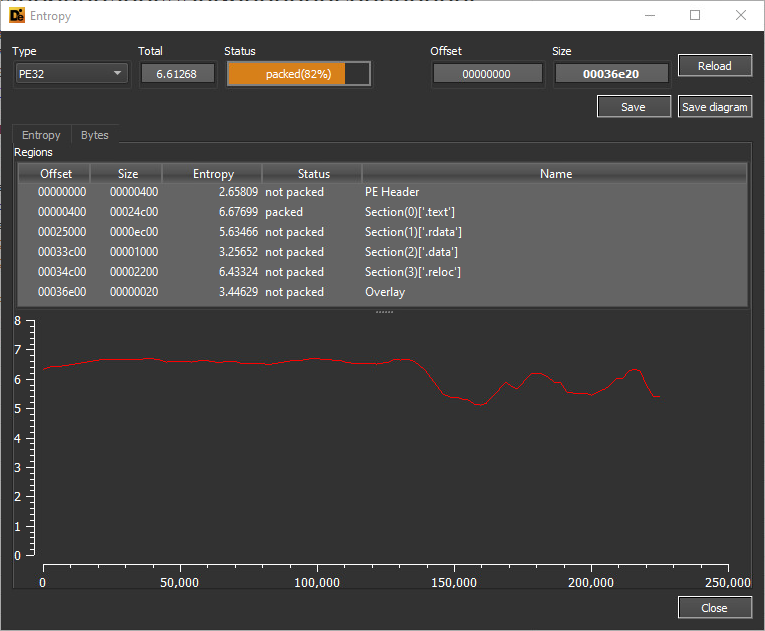 De Entropy
Type Total Status Offset Size
PE32 6.61268 packed(82%) 00000000 00036e20 Reload
Save Save diagram
Entropy Bytes
Regions
Offset Size Entropy Status Name
00000000 00000400 2.65809 not packed PE Header
00000400 00024c00 6.67699 packed Section(0)['.text']
00025000 0000ec00 5.63466 not packed Section(1)['.rdata']
00033c00 00001000 3.25652 not packed Section(2)['.data']
00034c00 00002200 6.43324 not packed Section(3)['.reloc']
00036e00 00000020 3.44629 not packed Overlay
8
7
6
5
4
3
2
1
0
0 50,000 100,000 150,000 200,000 250,000
Close